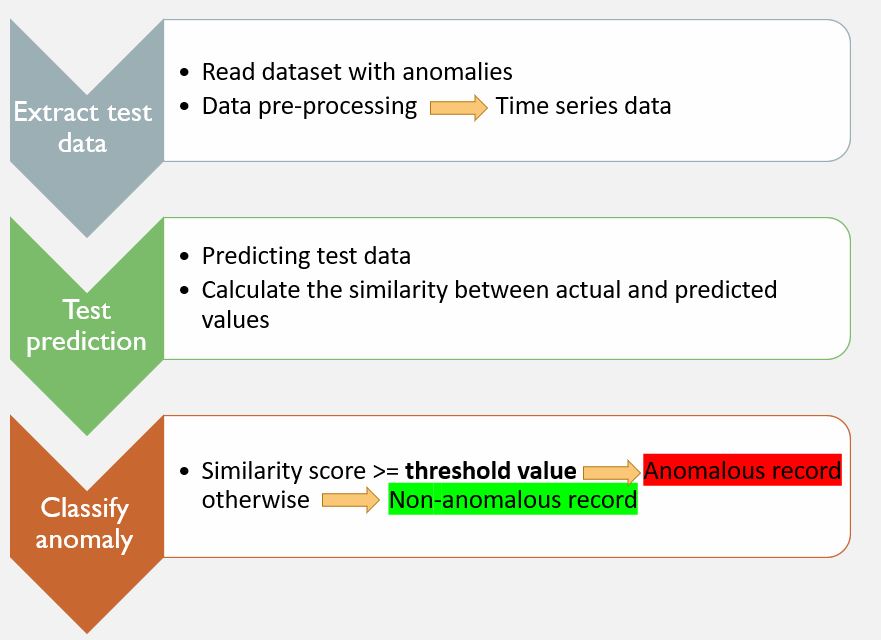 Extract test
data
• Read dataset with anomalies
• Data pre-processing Time series data
Test
prediction
• Predicting test data
• Calculate the similarity between actual and predicted
values
Classify
anomaly
• Similarity score >= threshold value Anomalous record
otherwise Non-anomalous record